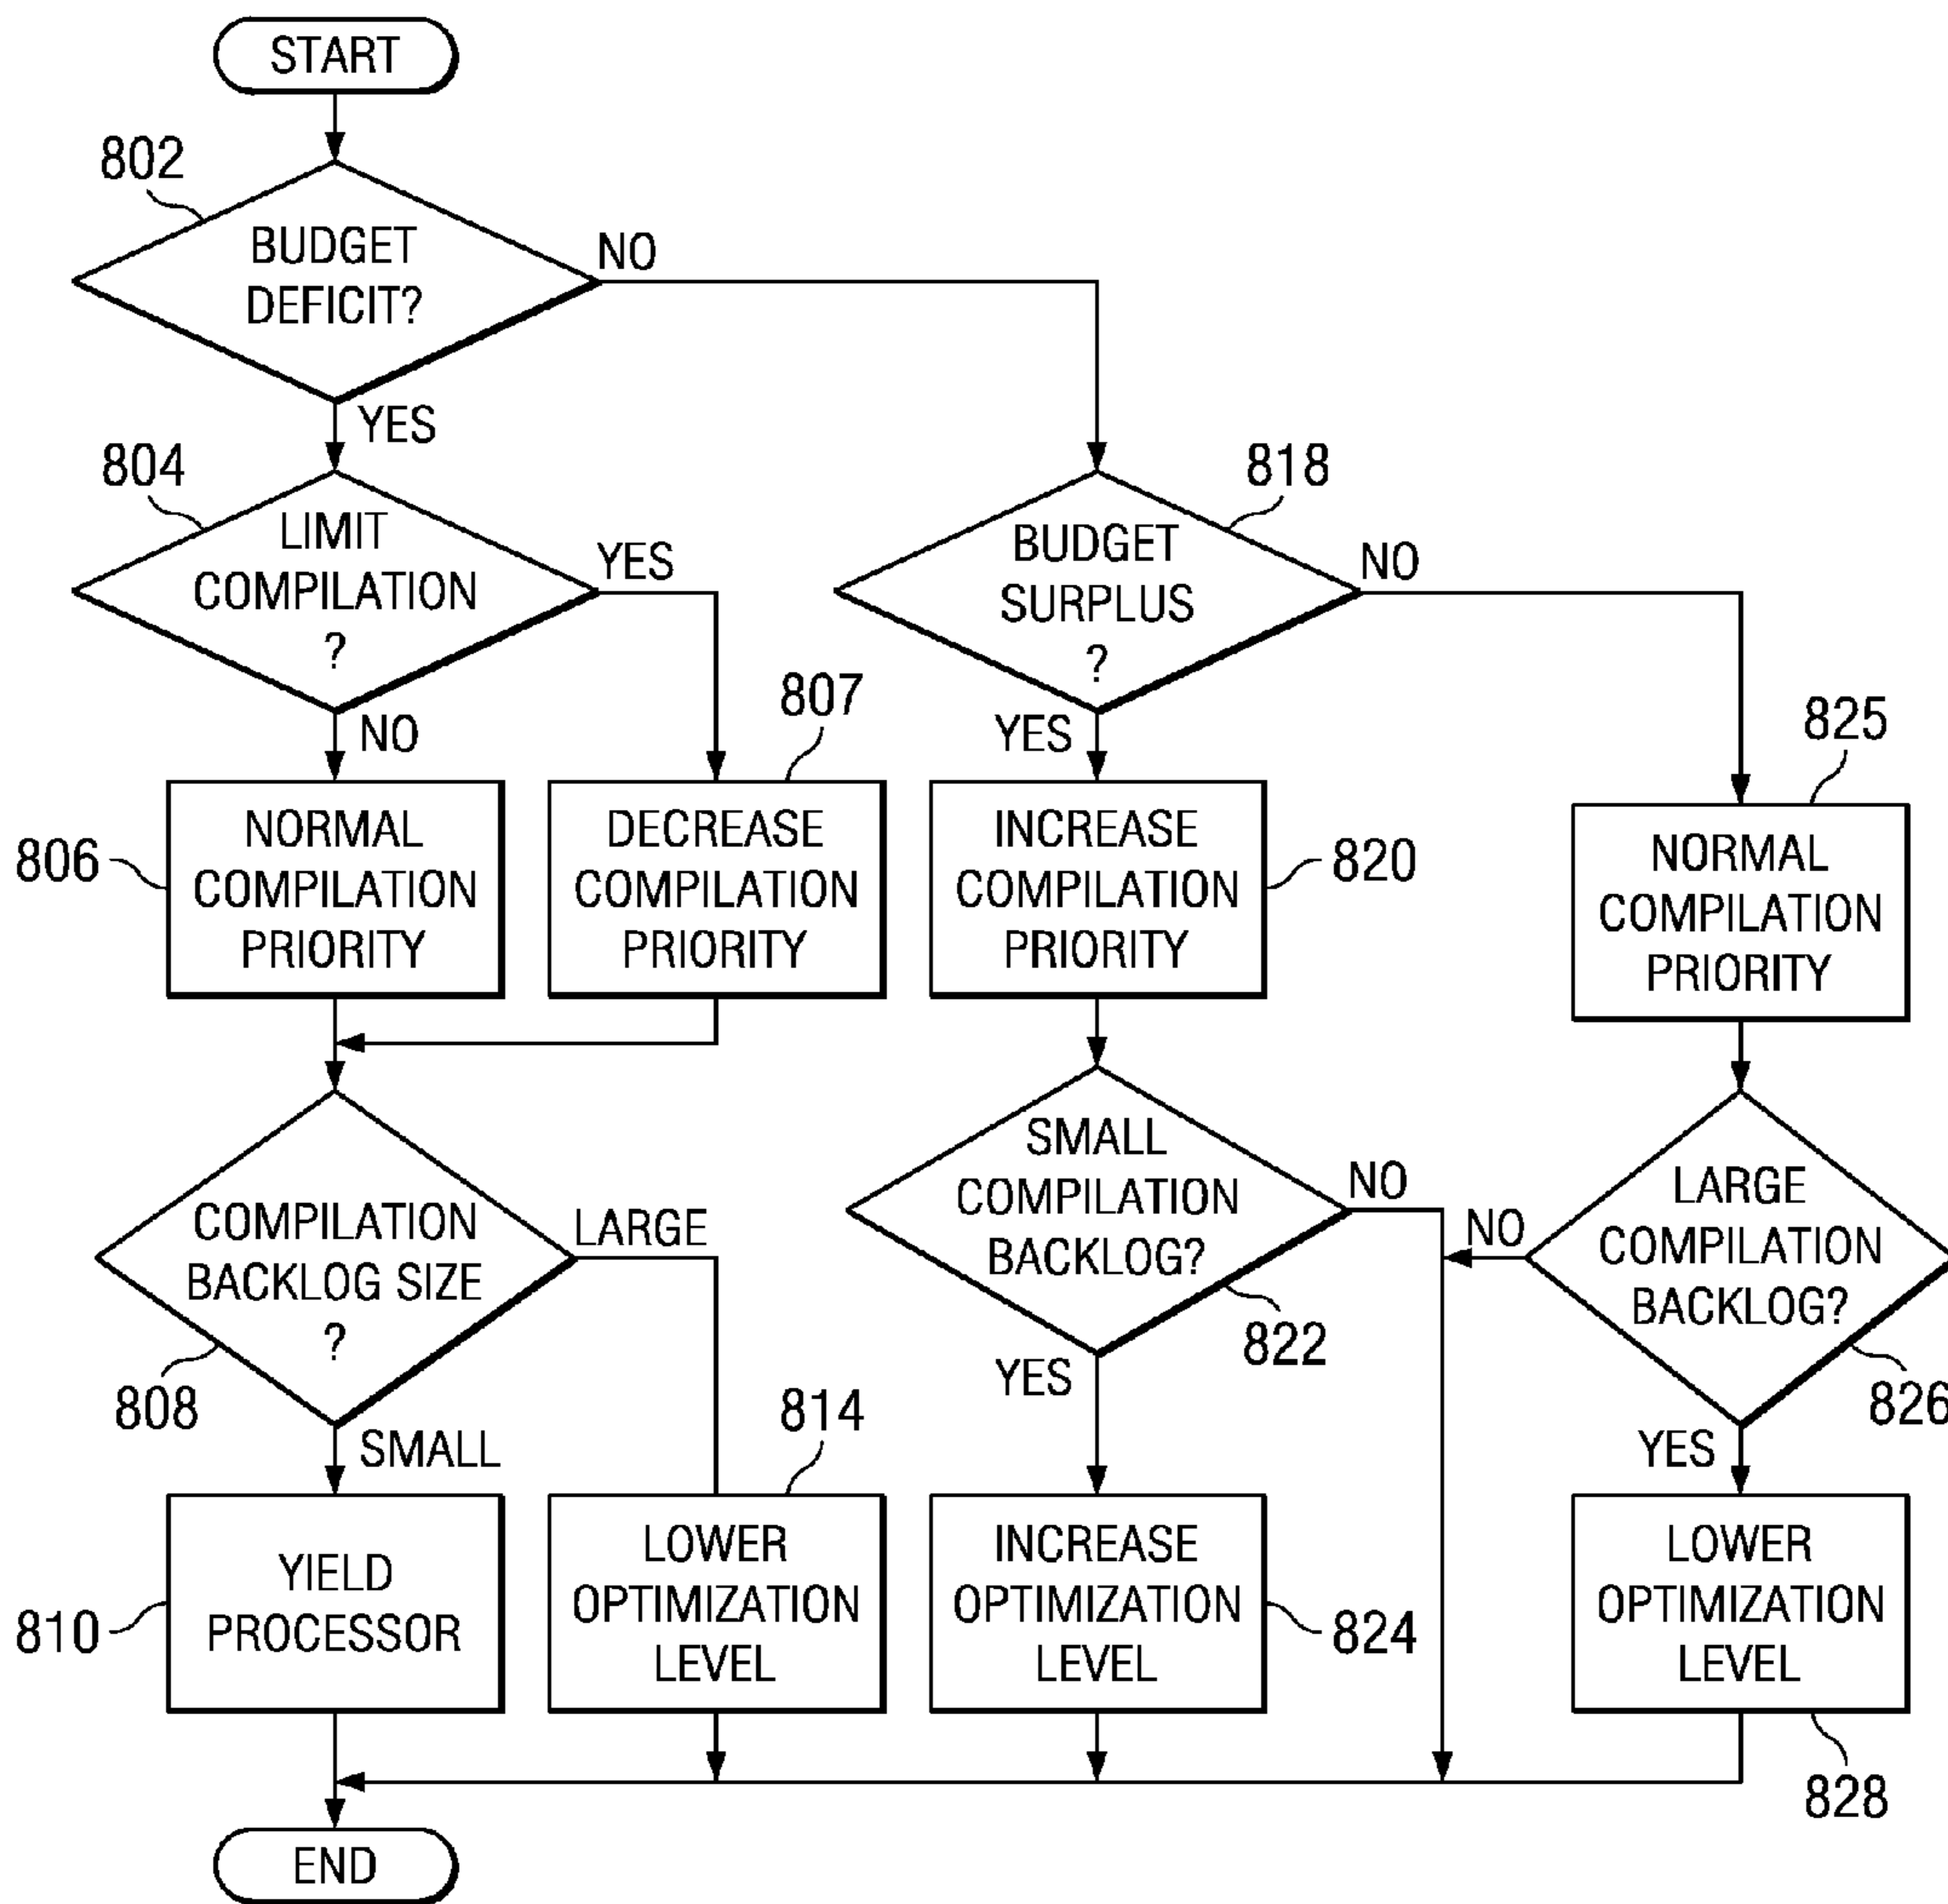 START
802
BUDGET
DEFICIT?
NO
YES
804
LIMIT
COMPILATION
?
YES
NO
818
BUDGET
SURPLUS
?
NO
YES
806
NORMAL
COMPILATION
PRIORITY
807
DECREASE
COMPILATION
PRIORITY
INCREASE
COMPILATION
PRIORITY
820
825
NORMAL
COMPILATION
PRIORITY
COMPILATION
BACKLOG SIZE
?
LARGE
808
SMALL
SMALL
COMPILATION
BACKLOG?
NO
822
YES
NO
LARGE
COMPILATION
BACKLOG?
826
YES
810
YIELD
PROCESSOR
814
LOWER
OPTIMIZATION
LEVEL
INCREASE
OPTIMIZATION
LEVEL
824
LOWER
OPTIMIZATION
LEVEL
828
END